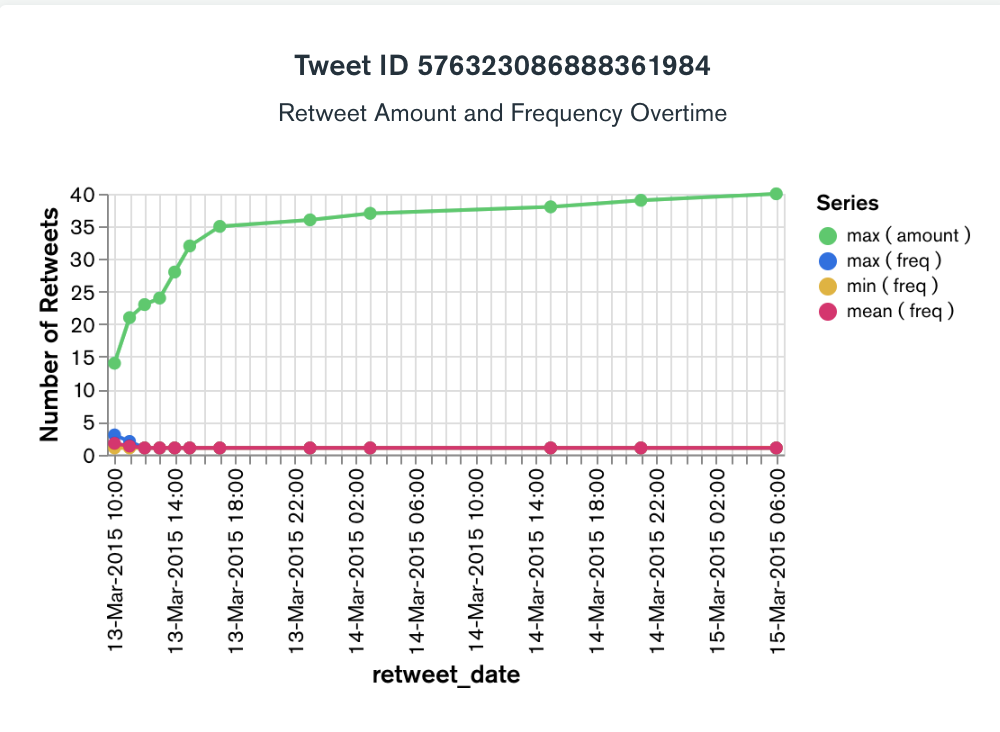 Tweet ID 576323086888361984
Retweet Amount and Frequency Overtime
Number of Retweets
40
35
30
25
20
15
10
5
0
13-Mar-2015 10:00
13-Mar-2015 14:00
13-Mar-2015 18:00
13-Mar-2015 22:00
14-Mar-2015 02:00
14-Mar-2015 06:00
14-Mar-2015 10:00
14-Mar-2015 14:00
14-Mar-2015 18:00
14-Mar-2015 22:00
15-Mar-2015 02:00
15-Mar-2015 06:00
retweet_date
Series
max ( amount )
max ( freq )
min ( freq )
mean ( freq )